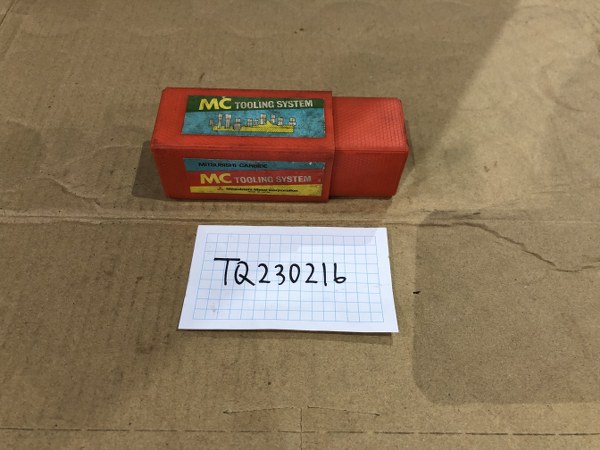 MC TOOLING SYSTEM
MITSUBISHI CARBIDE
MC TOOLING SYSTEM
Mitsubishi Metal Corporation
TQ230216